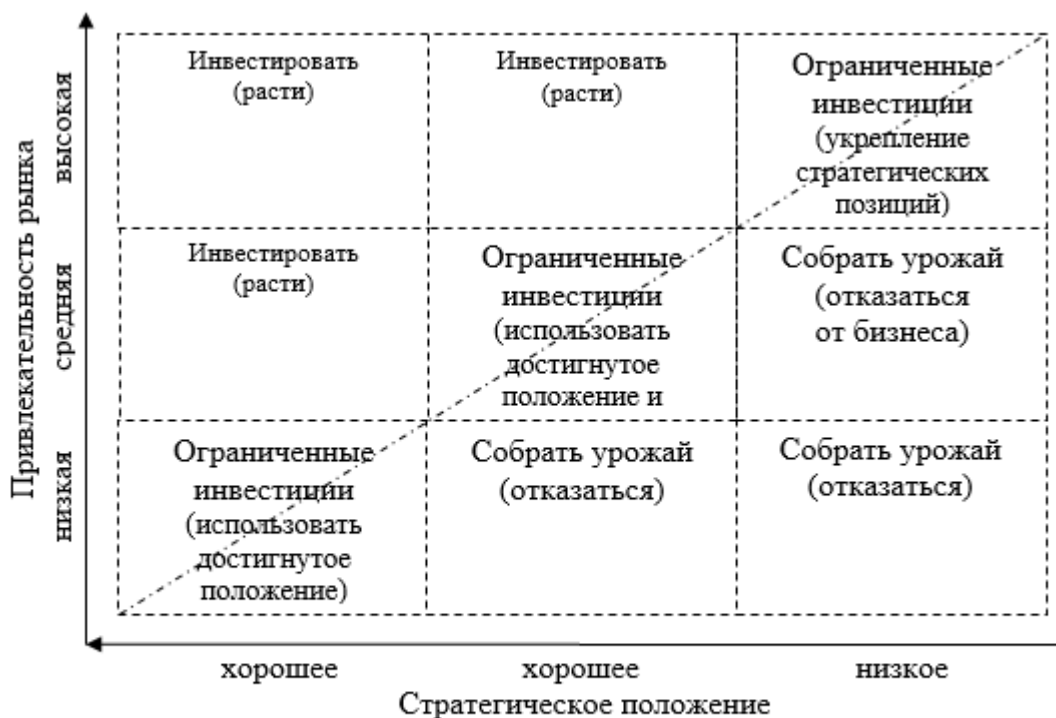 Привлекательность рынка
высокая
средняя
низкая
Инвестировать
(расти)
Инвестировать
(расти)
Ограниченные
инвестиции
(укрепление
стратегических
позиций)
Инвестировать
(расти)
Ограниченные
инвестиции
(использовать
достигнутое
положение и
Собрать урожай
(отказаться
от бизнеса)
Ограниченные
инвестиции
(использовать
достигнутое
положение)
Собрать урожай
(отказаться)
Собрать урожай
(отказаться)
хорошее
хорошее
низкое
Стратегическое положение